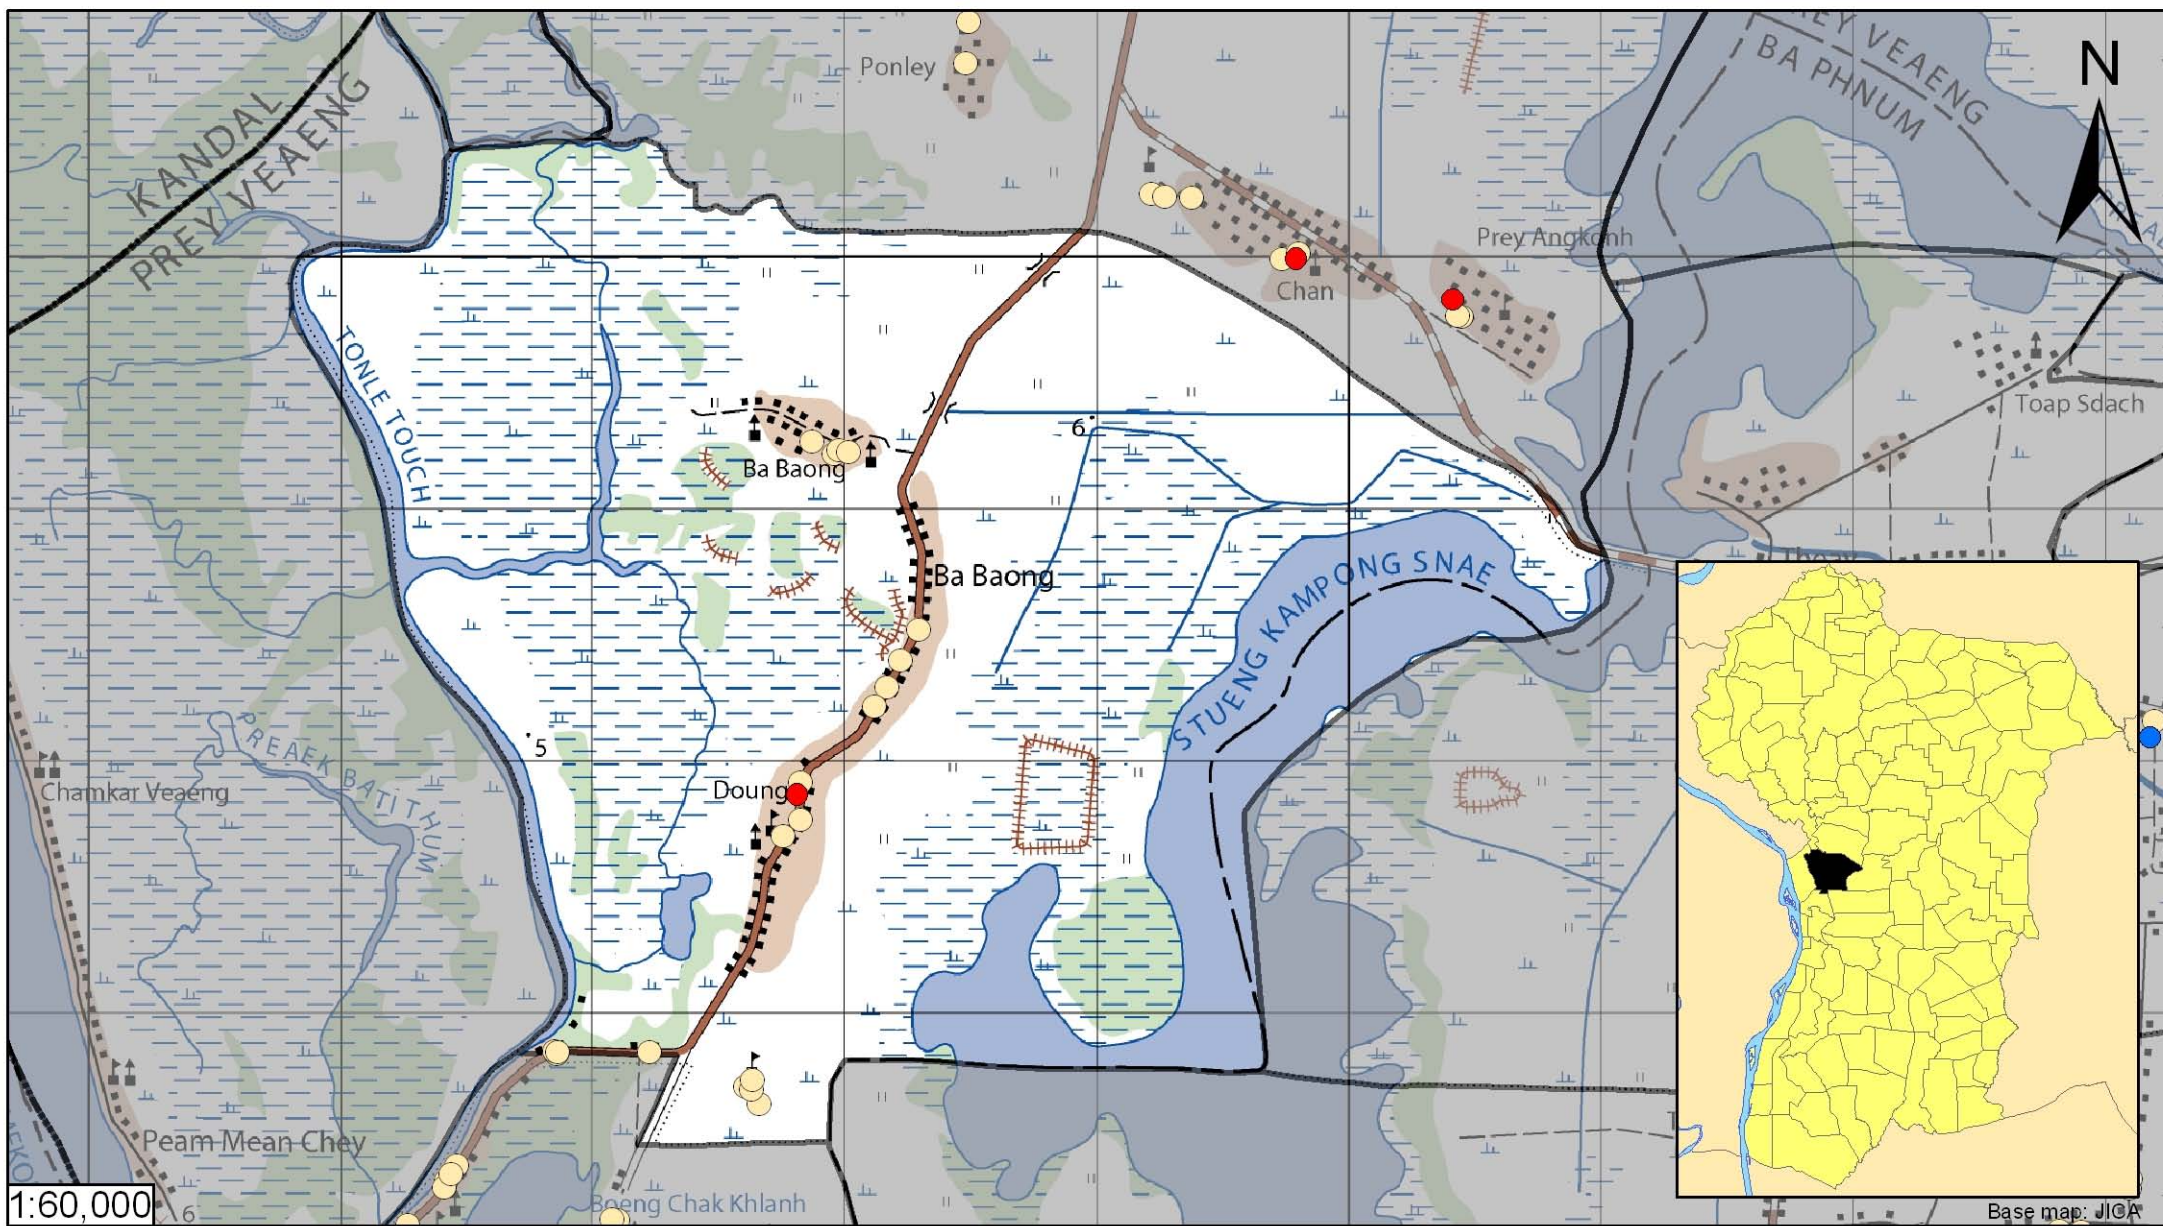 KANDAL
PREY VEAENG
Ponley
PREY VEAENG
BA PHNUM
N
Prey Angkonh
Chan
TONLE TOUCH
Toap Sdach
6
Ba Baong
Ba Baong
STUENG KAMPONG SNAE
5
Doung
PREAEK BATI THUM
Chamkar Veaeng
Peam Mean Chey
Boeng Chak Khlanh
1:60,000
6
Base map: JICA